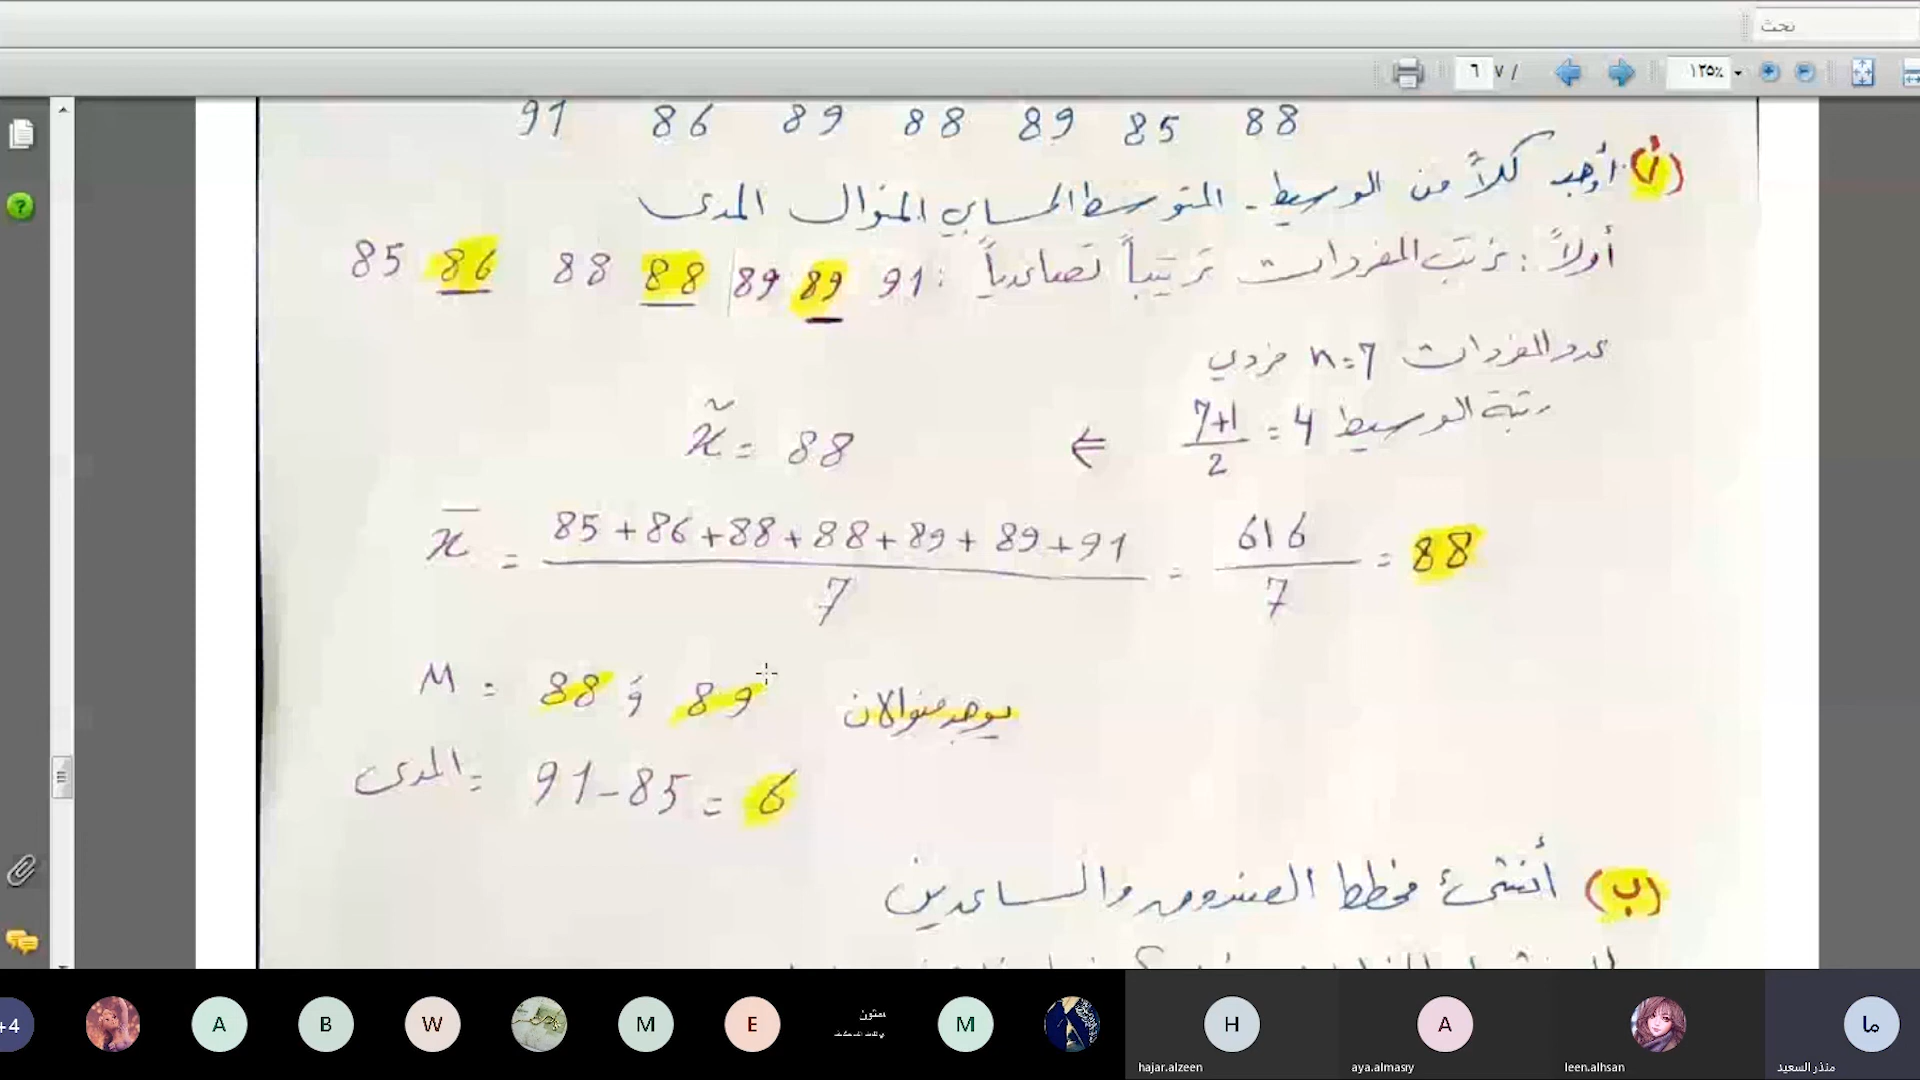 بحث
٦ / ٧
١٢٥٪
91 86 89 88 89 85 88
(أ) أوجد كلاً من الوسيط - المتوسط الحسابي المنوال المدى
أولاً : نرتب المفردات ترتيباً تصاعدياً : 85 86 88 88 89 89 91
عدد المفردات n=7 فردي
رتبة الوسيط 4 = 7+1/2 ⇐ x̃ = 88
x̄ = 85+86+88+88+89+89+91/7 = 616/7 = 88
M = 88 و 89 يوجد منوالان
المدى = 91-85 = 6
(ب) أنشئ مخطط الصندوق والساعدين
+4 A B W M E M H A ما
hajar.alzeen aya.almasry leen.alhsan منذر السعيد